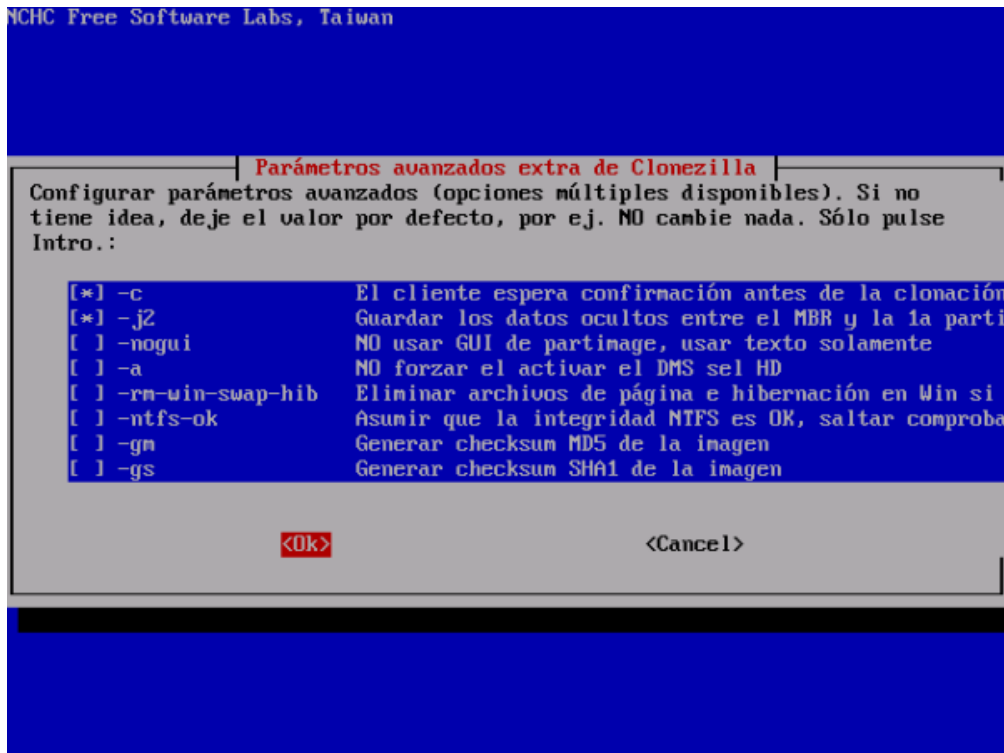 NCHC Free Software Labs, Taiwan
Parámetros avanzados extra de Clonezilla
Configurar parámetros avanzados (opciones múltiples disponibles). Si no
tiene idea, deje el valor por defecto, por ej. NO cambie nada. Sólo pulse
Intro.:
[*] -c El cliente espera confirmación antes de la clonación
[*] -j2 Guardar los datos ocultos entre el MBR y la 1a parti
[ ] -nogui NO usar GUI de partimage, usar texto solamente
[ ] -a NO forzar el activar el DMS sel HD
[ ] -rm-win-swap-hib Eliminar archivos de página e hibernación en Win si
[ ] -ntfs-ok Asumir que la integridad NTFS es OK, saltar comproba
[ ] -gm Generar checksum MD5 de la imagen
[ ] -gs Generar checksum SHA1 de la imagen
<Ok> <Cancel>